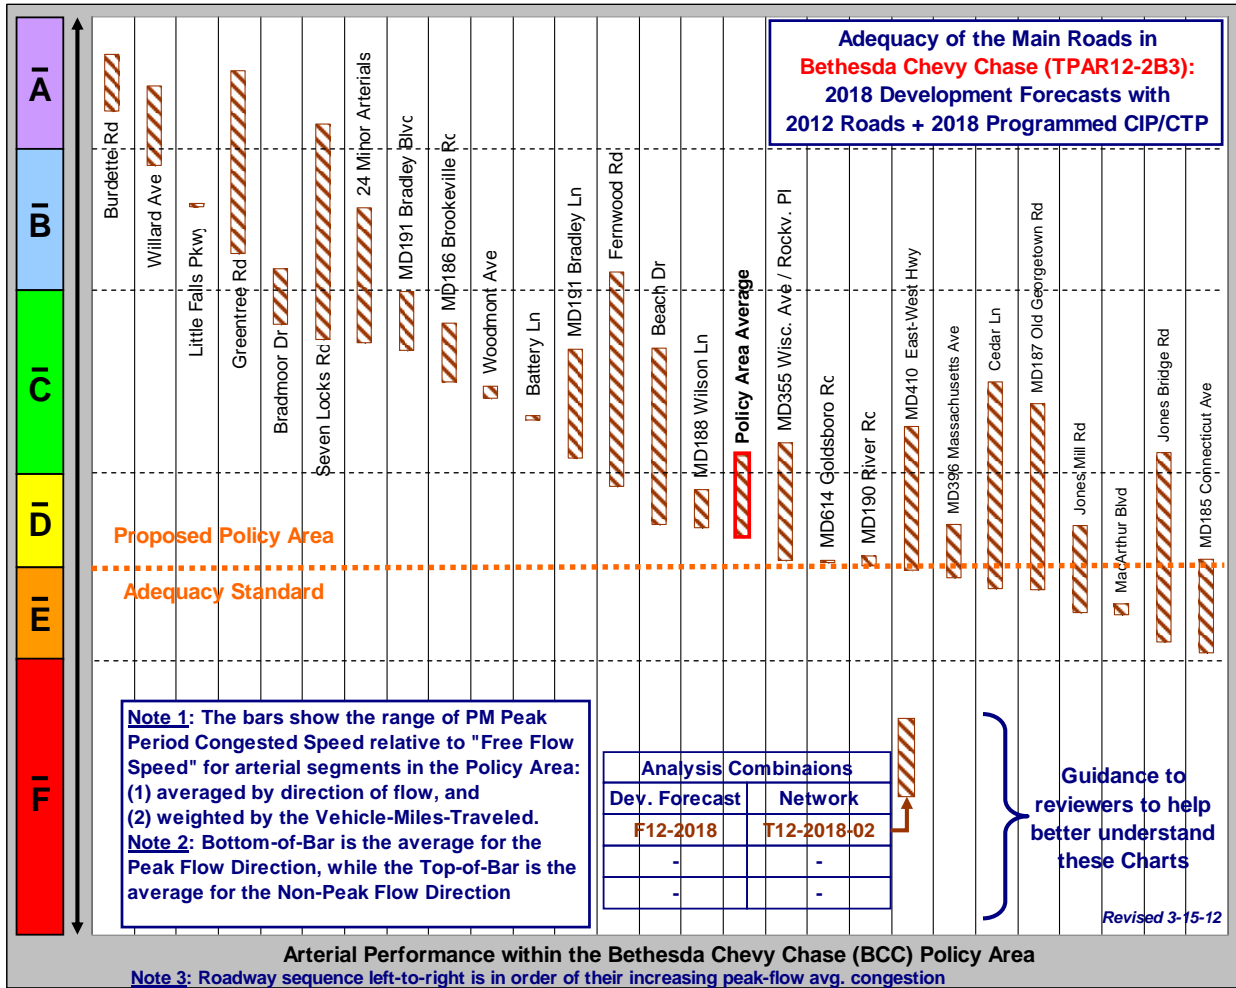 A
B
C
D
E
F
Adequacy of the Main Roads in
Bethesda Chevy Chase (TPAR12-2B3):
2018 Development Forecasts with
2012 Roads + 2018 Programmed CIP/CTP
Burdette Rd
Willard Ave
Little Falls Pkwy
Greentree Rd
Bradmoor Dr
Seven Locks Rd
24 Minor Arterials
MD191 Bradley Blvd
MD186 Brookeville Rd
Woodmont Ave
Battery Ln
MD191 Bradley Ln
Fernwood Rd
Beach Dr
MD188 Wilson Ln
Policy Area Average
MD355 Wisc. Ave / Rockv. Pl
MD614 Goldsboro Rd
MD190 River Rd
MD410 East-West Hwy
MD396 Massachusetts Ave
Cedar Ln
MD187 Old Georgetown Rd
Jones Mill Rd
MacArthur Blvd
Jones Bridge Rd
MD185 Connecticut Ave
Proposed Policy Area
Adequacy Standard
Note 1: The bars show the range of PM Peak
Period Congested Speed relative to "Free Flow
Speed" for arterial segments in the Policy Area:
(1) averaged by direction of flow, and
(2) weighted by the Vehicle-Miles-Traveled.
Note 2: Bottom-of-Bar is the average for the
Peak Flow Direction, while the Top-of-Bar is the
average for the Non-Peak Flow Direction
Analysis Combinaions
Dev. Forecast Network
F12-2018 T12-2018-02
- -
- -
Guidance to
reviewers to help
better understand
these Charts
Revised 3-15-12
Arterial Performance within the Bethesda Chevy Chase (BCC) Policy Area
Note 3: Roadway sequence left-to-right is in order of their increasing peak-flow avg. congestion